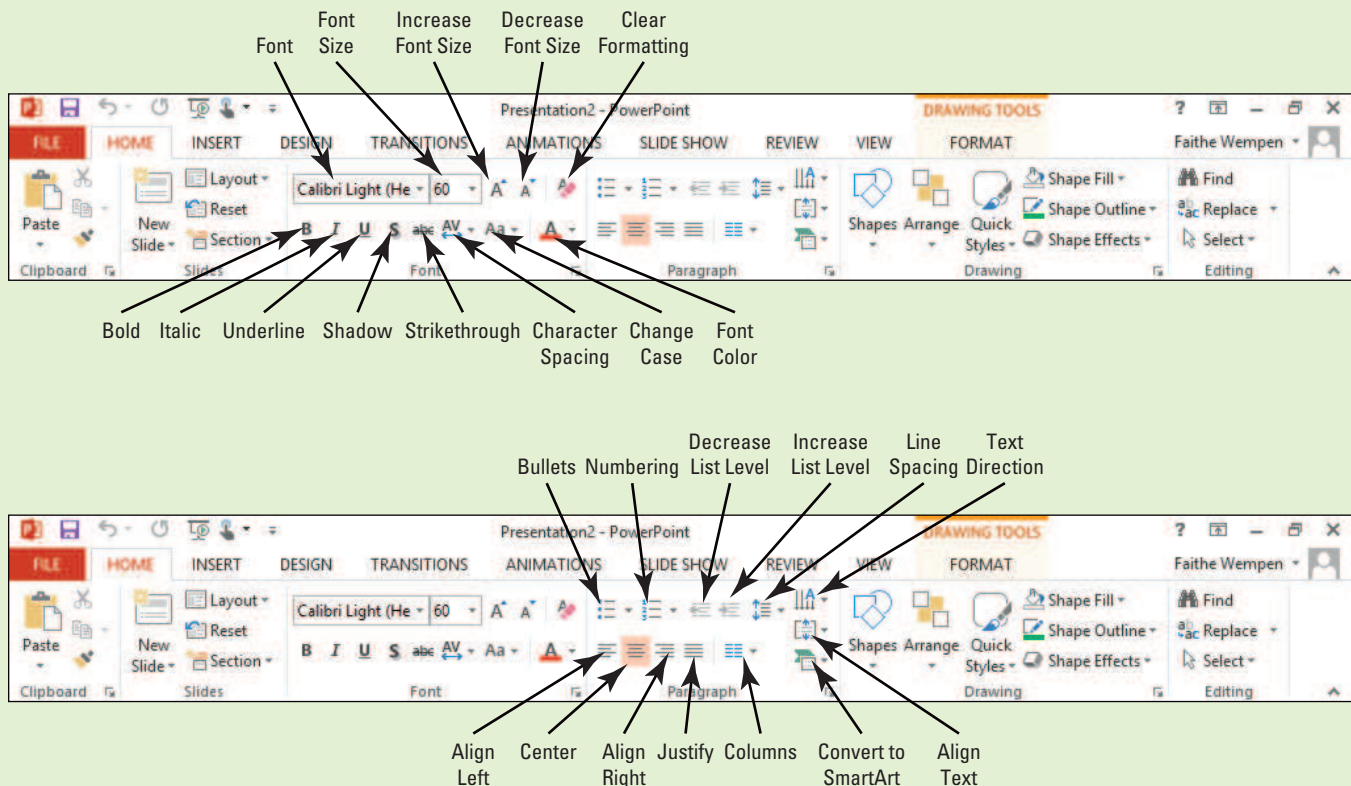 Font
Font Size
Increase Font Size
Decrease Font Size
Clear Formatting
Presentation2 - PowerPoint
DRAWING TOOLS
?
FILE HOME INSERT DESIGN TRANSITIONS ANIMATIONS SLIDE SHOW REVIEW VIEW FORMAT Faithe Wempen
Paste
New Slide
Layout
Reset
Section
Calibri Light (He 60 A A A
B I U S abc AV Aa A
Shapes Arrange Quick Styles
Shape Fill
Shape Outline
Shape Effects
Find
Replace
Select
Clipboard Slides Font Paragraph Drawing Editing
Bold Italic Underline Shadow Strikethrough
Character Spacing
Change Case
Font Color
Bullets Numbering
Decrease List Level
Increase List Level
Line Spacing
Text Direction
Presentation2 - PowerPoint
DRAWING TOOLS
?
FILE HOME INSERT DESIGN TRANSITIONS ANIMATIONS SLIDE SHOW REVIEW VIEW FORMAT Faithe Wempen
Paste
New Slide
Layout
Reset
Section
Calibri Light (He 60 A A A
B I U S abc AV Aa A
Shapes Arrange Quick Styles
Shape Fill
Shape Outline
Shape Effects
Find
Replace
Select
Clipboard Slides Font Paragraph Drawing Editing
Align Left
Center
Align Right
Justify Columns
Convert to SmartArt
Align Text